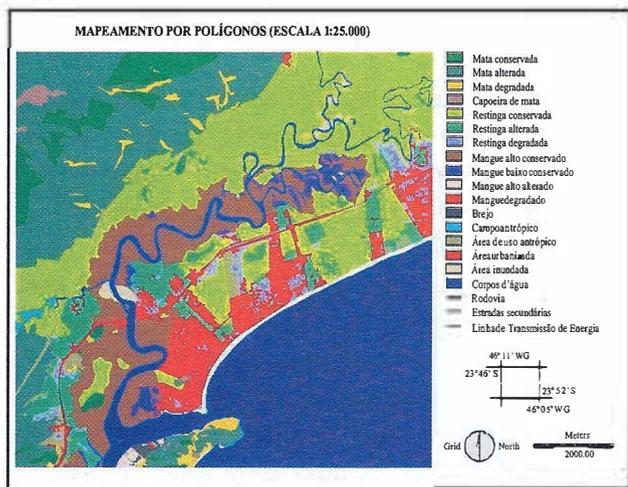 MAPEAMENTO POR POLÍGONOS (ESCALA 1:25.000)
Mata conservada
Mata alterada
Mata degradada
Capoeira de mata
Restinga conservada
Restinga alterada
Restinga degradada
Mangue alto conservado
Mangue baixo conservado
Mangue alto alterado
Manguedegradado
Brejo
Campoantrópico
Área de uso antrópico
Áreaurbanizada
Área inundada
Corpos d'água
Rodovia
Estradas secundárias
Linha de Transmissão de Energia
46°11' WG
23°46' S
23°52' S
46°05' WG
Grid North
Meters
2000.00